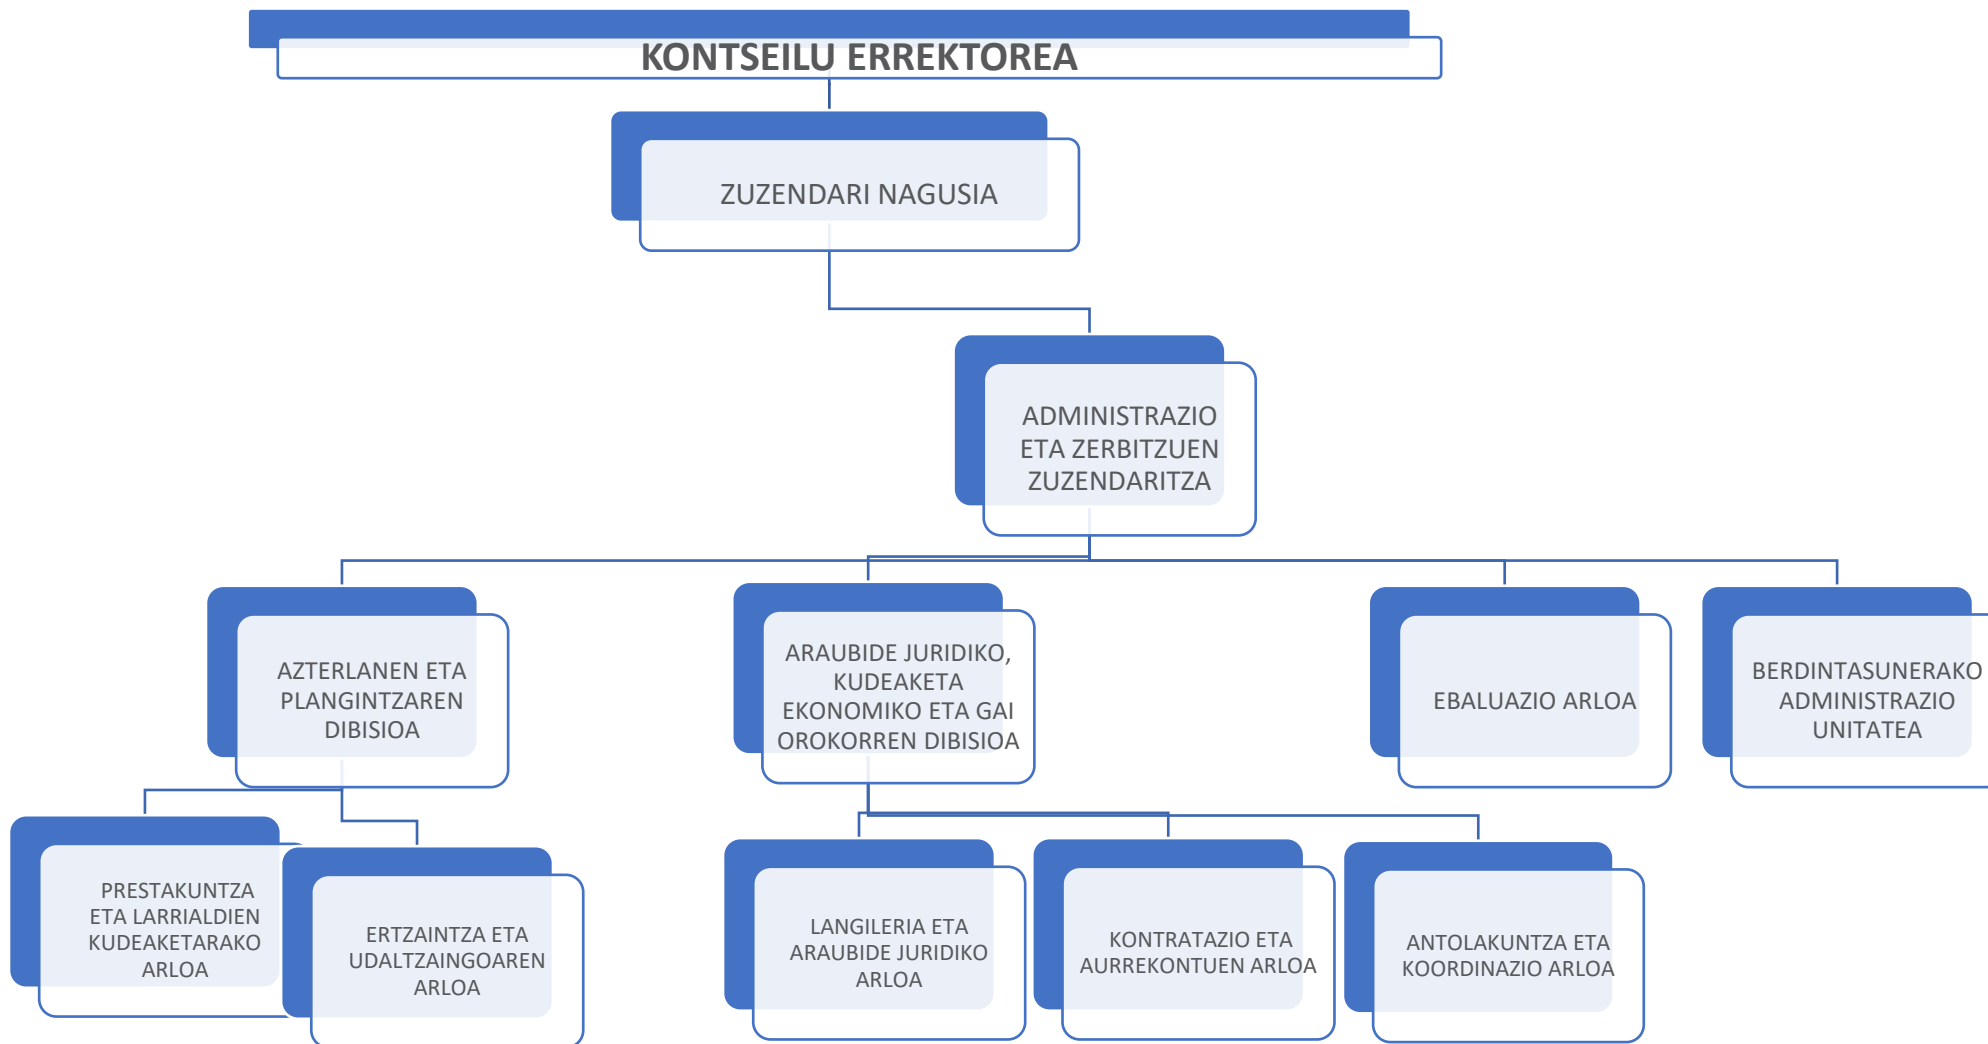 KONTSEILU ERREKTOREA
ZUZENDARI NAGUSIA
ADMINISTRAZIO
ETA ZERBITZUEN
ZUZENDARITZA
AZTERLANEN ETA
PLANGINTZAREN
DIBISIOA
ARAUBIDE JURIDIKO,
KUDEAKETA
EKONOMIKO ETA GAI
OROKORREN DIBISIOA
EBALUAZIO ARLOA
BERDINTASUNERAKO
ADMINISTRAZIO
UNITATEA
PRESTAKUNTZA
ETA LARRIALDIEN
KUDEAKETARAKO
ARLOA
ERTZAINTZA ETA
UDALTZAINGOAREN
ARLOA
LANGILERIA ETA
ARAUBIDE JURIDIKO
ARLOA
KONTRATAZIO ETA
AURREKONTUEN ARLOA
ANTOLAKUNTZA ETA
KOORDINAZIO ARLOA